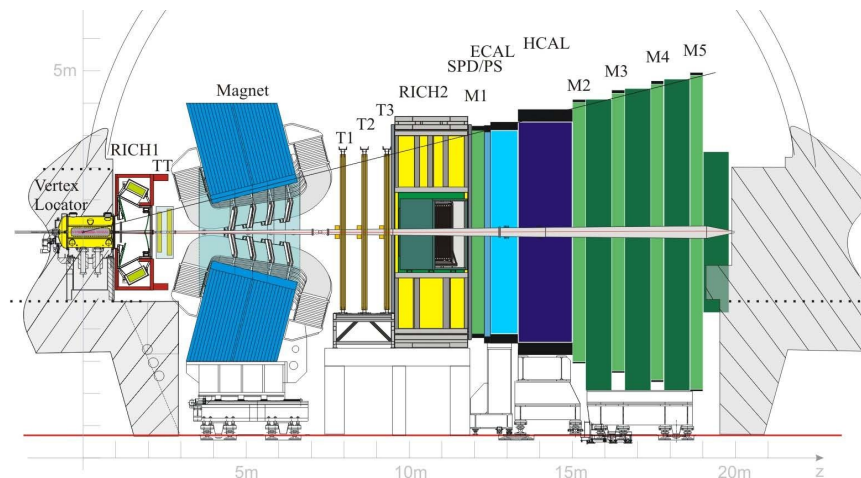 5m
ECAL
HCAL
SPD/PS
M1
M2
M3
M4
M5
Magnet
RICH2
T1
T2
T3
RICH1
TT
Vertex
Locator
5m
10m
15m
20m
z